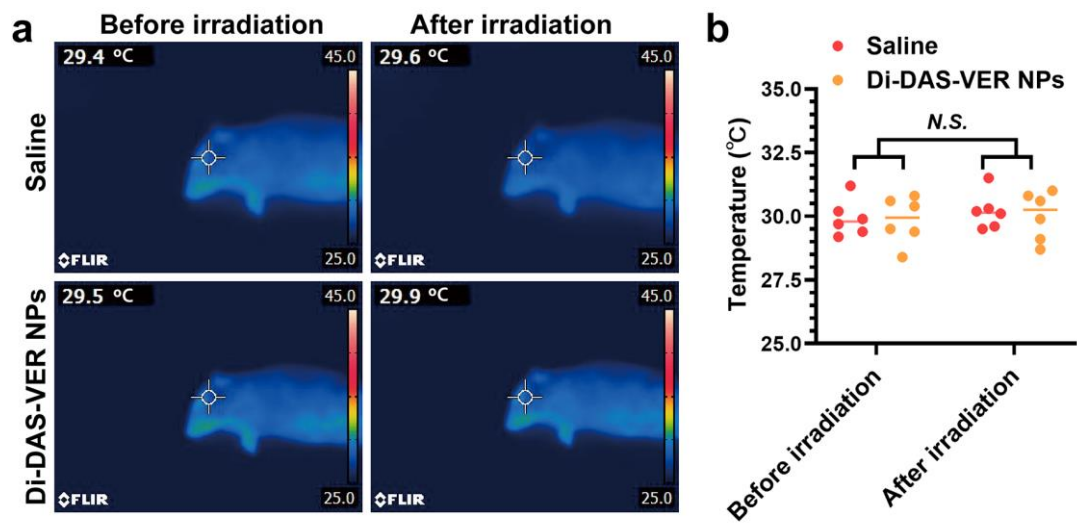 a
Before irradiation
After irradiation
Saline
29.4 °C
45.0
FLIR
25.0
29.6 °C
45.0
FLIR
25.0
Di-DAS-VER NPs
29.5 °C
45.0
FLIR
25.0
29.9 °C
45.0
FLIR
25.0
b
Saline
Di-DAS-VER NPs
N.S.
Temperature (°C)
35.0
32.5
30.0
27.5
25.0
Before irradiation
After irradiation